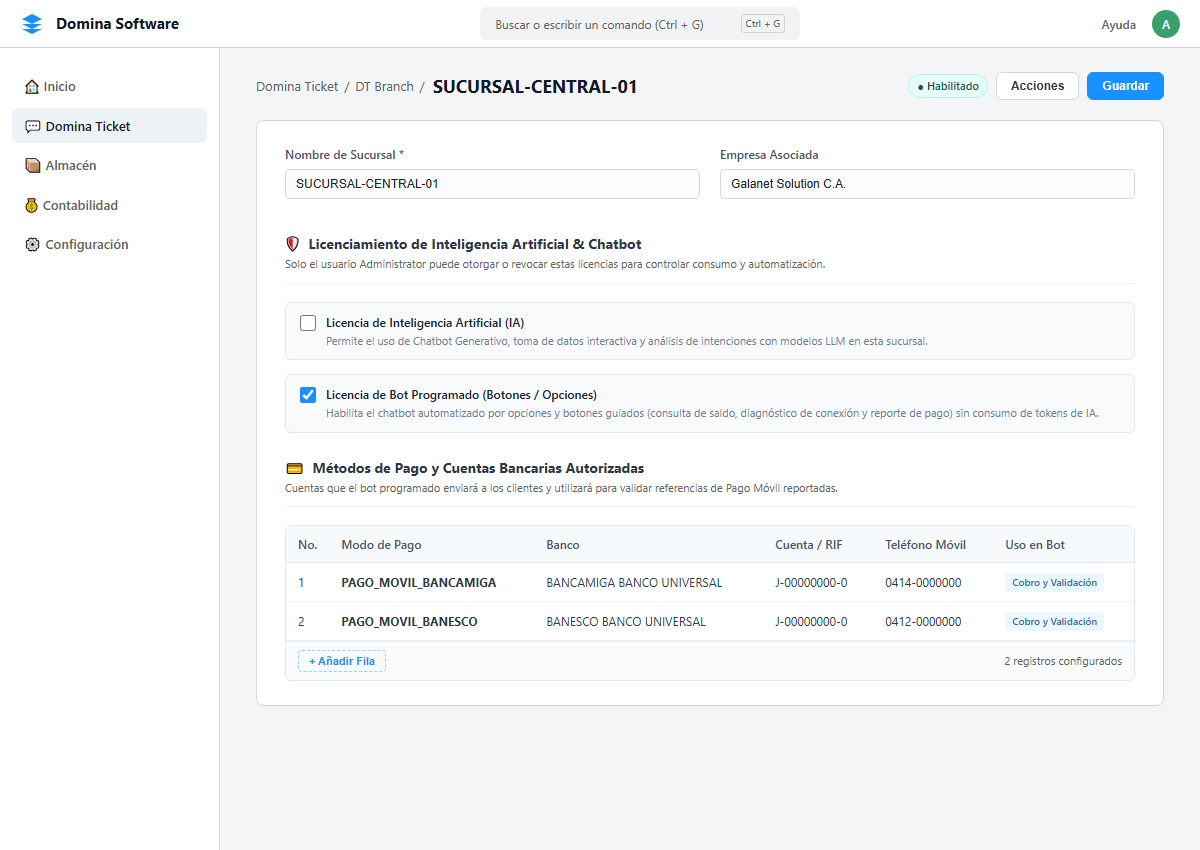 Domina Software
Buscar o escribir un comando (Ctrl + G)
Ctrl + G
Ayuda
A
Inicio
Domina Ticket
Almacén
Contabilidad
Configuración
Domina Ticket / DT Branch / SUCURSAL-CENTRAL-01
● Habilitado
Acciones
Guardar
Nombre de Sucursal *
Empresa Asociada
SUCURSAL-CENTRAL-01
Galanet Solution C.A.
Licenciamiento de Inteligencia Artificial & Chatbot
Solo el usuario Administrator puede otorgar o revocar estas licencias para controlar consumo y automatización.
Licencia de Inteligencia Artificial (IA)
Permite el uso de Chatbot Generativo, toma de datos interactiva y análisis de intenciones con modelos LLM en esta sucursal.
Licencia de Bot Programado (Botones / Opciones)
Habilita el chatbot automatizado por opciones y botones guiados (consulta de saldo, diagnóstico de conexión y reporte de pago) sin consumo de tokens de IA.
Métodos de Pago y Cuentas Bancarias Autorizadas
Cuentas que el bot programado enviará a los clientes y utilizará para validar referencias de Pago Móvil reportadas.
No. Modo de Pago Banco Cuenta / RIF Teléfono Móvil Uso en Bot
1 PAGO_MOVIL_BANCAMIGA BANCAMIGA BANCO UNIVERSAL J-00000000-0 0414-0000000 Cobro y Validación
2 PAGO_MOVIL_BANESCO BANESCO BANCO UNIVERSAL J-00000000-0 0412-0000000 Cobro y Validación
+ Añadir Fila
2 registros configurados